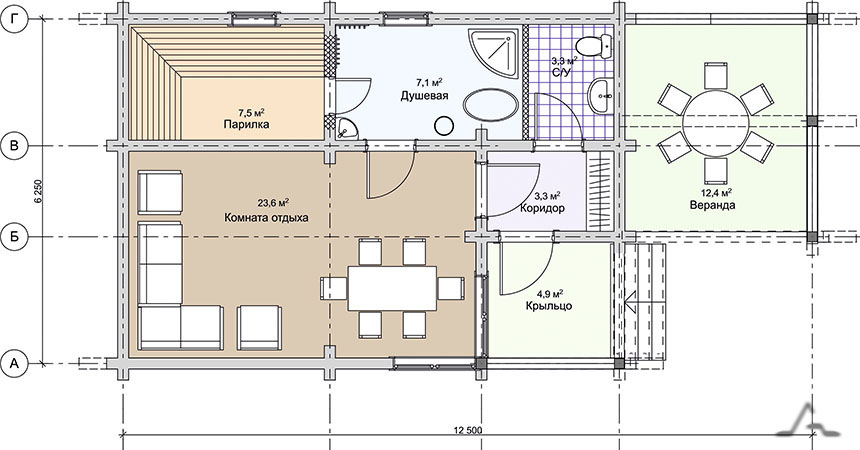 Г
7,5 м²
Парилка
7,1 м²
Душевая
3,3 м²
С/У
В
23,6 м²
Комната отдыха
3,3 м²
Коридор
12,4 м²
Веранда
6 250
Б
4,9 м²
Крыльцо
А
12 500